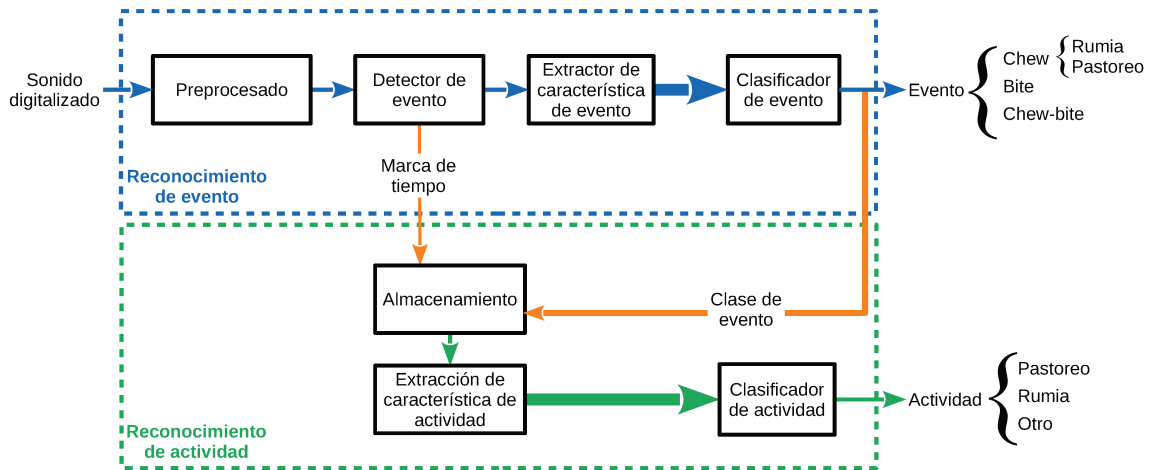 Sonido
digitalizado
Preprocesado
Detector de
evento
Extractor de
característica
de evento
Clasificador
de evento
Evento
Chew
Rumia
Pastoreo
Bite
Chew-bite
Reconocimiento
de evento
Marca de
tiempo
Almacenamiento
Clase de
evento
Extracción de
característica de
actividad
Clasificador
de actividad
Actividad
Pastoreo
Rumia
Otro
Reconocimiento
de actividad